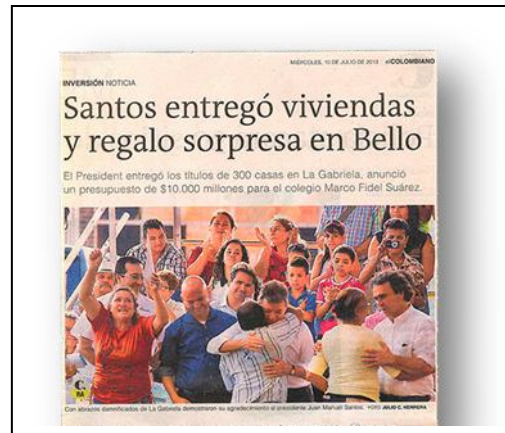 MIÉRCOLES, 10 DE JULIO DE 2013 elCOLOMBIANO
INVERSIÓN NOTICIA
Santos entregó viviendas
y regalo sorpresa en Bello
El President entregó los títulos de 300 casas en La Gabriela, anunció
un presupuesto de $10.000 millones para el colegio Marco Fidel Suárez.
Con abrazos damnificados de La Gabriela demostraron su agradecimiento al presidente Juan Manuel Santos. FOTO JULIO C. HERRERA